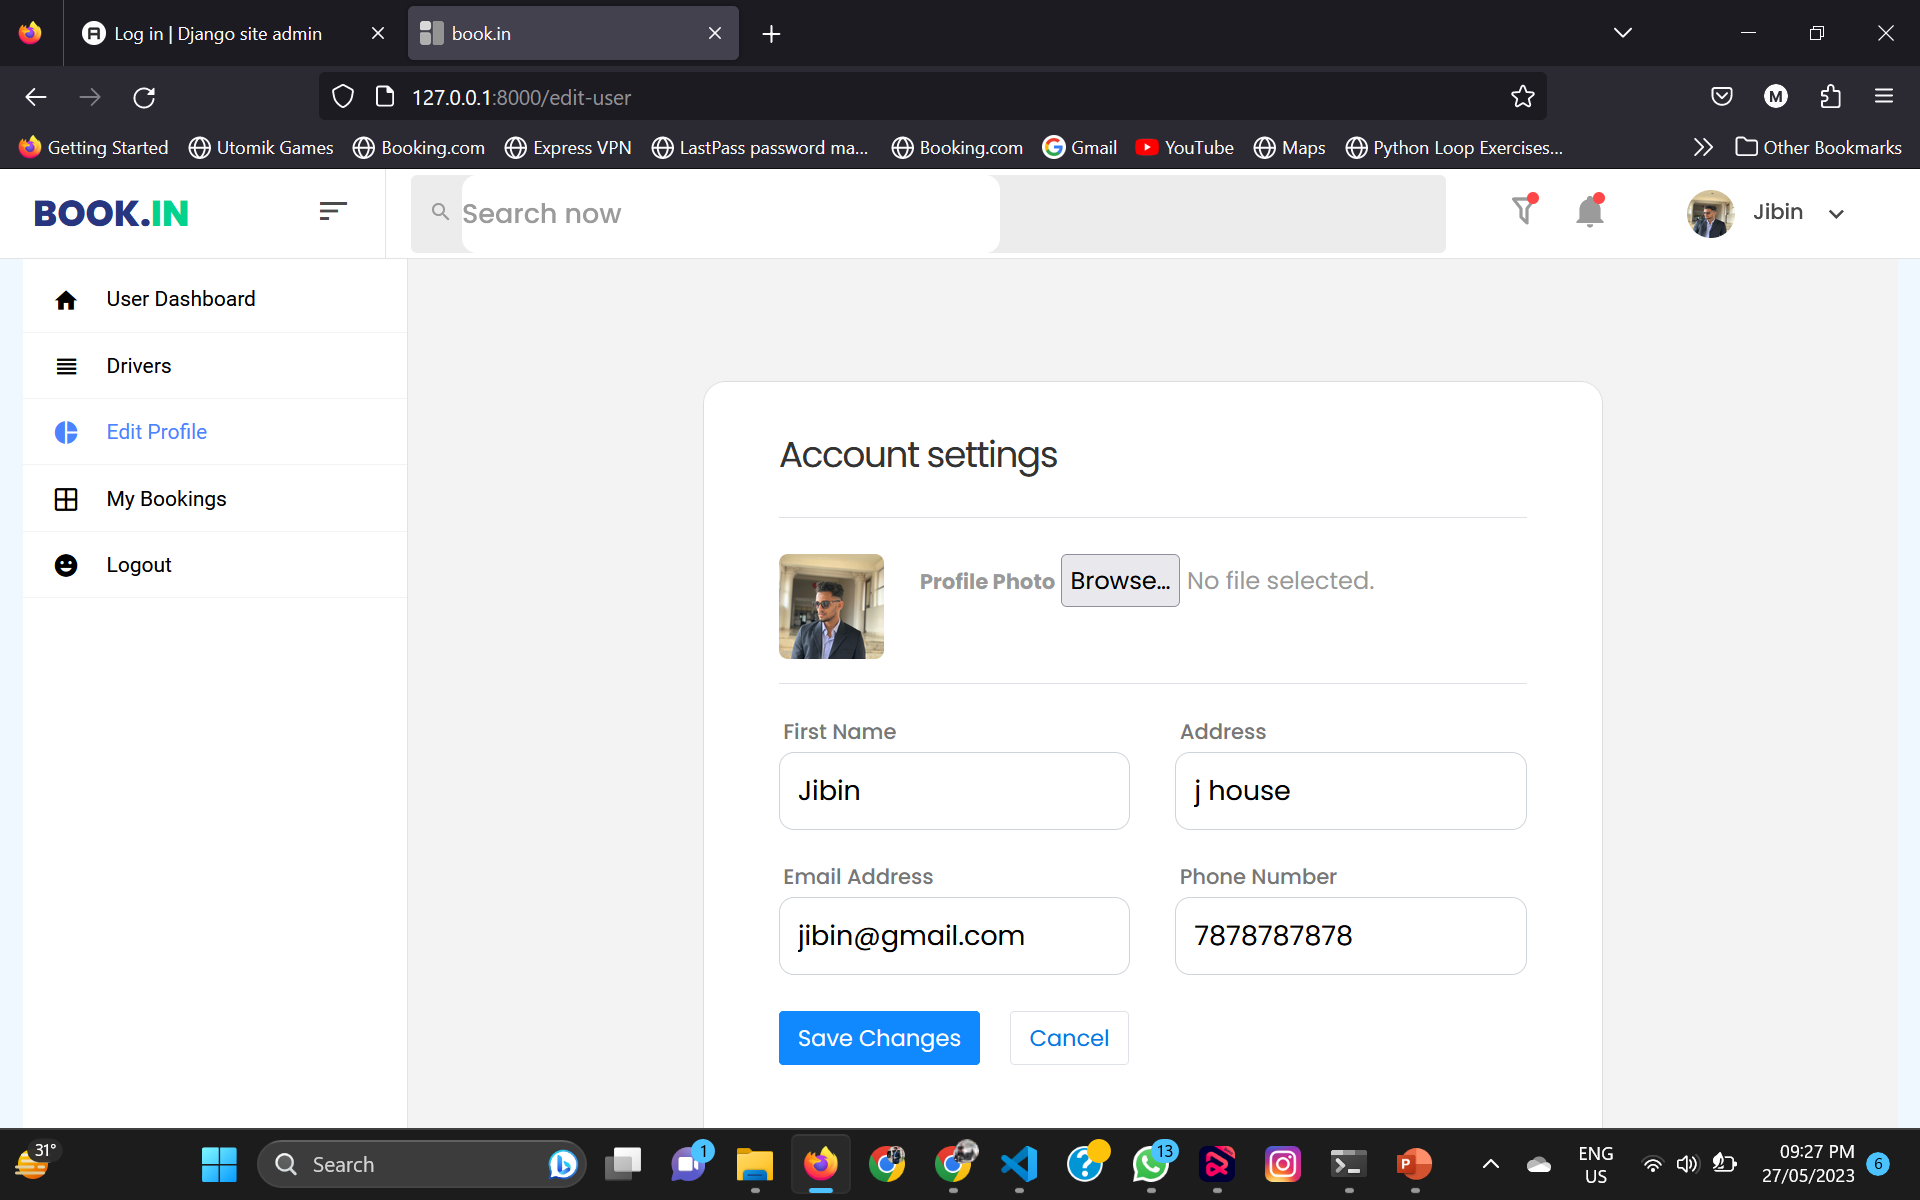 Log in | Django site admin
book.in
127.0.0.1:8000/edit-user
M
Getting Started
Utomik Games
Booking.com
Express VPN
LastPass password ma...
Booking.com
Gmail
YouTube
Maps
Python Loop Exercises...
Other Bookmarks
BOOK.IN
Search now
Jibin
User Dashboard
Drivers
Edit Profile
My Bookings
Logout
Account settings
Profile Photo Browse... No file selected.
First Name
Address
Jibin
j house
Email Address
Phone Number
jibin@gmail.com
7878787878
Save Changes
Cancel
31°
Search
1
13
ENG
US
09:27 PM
27/05/2023
6